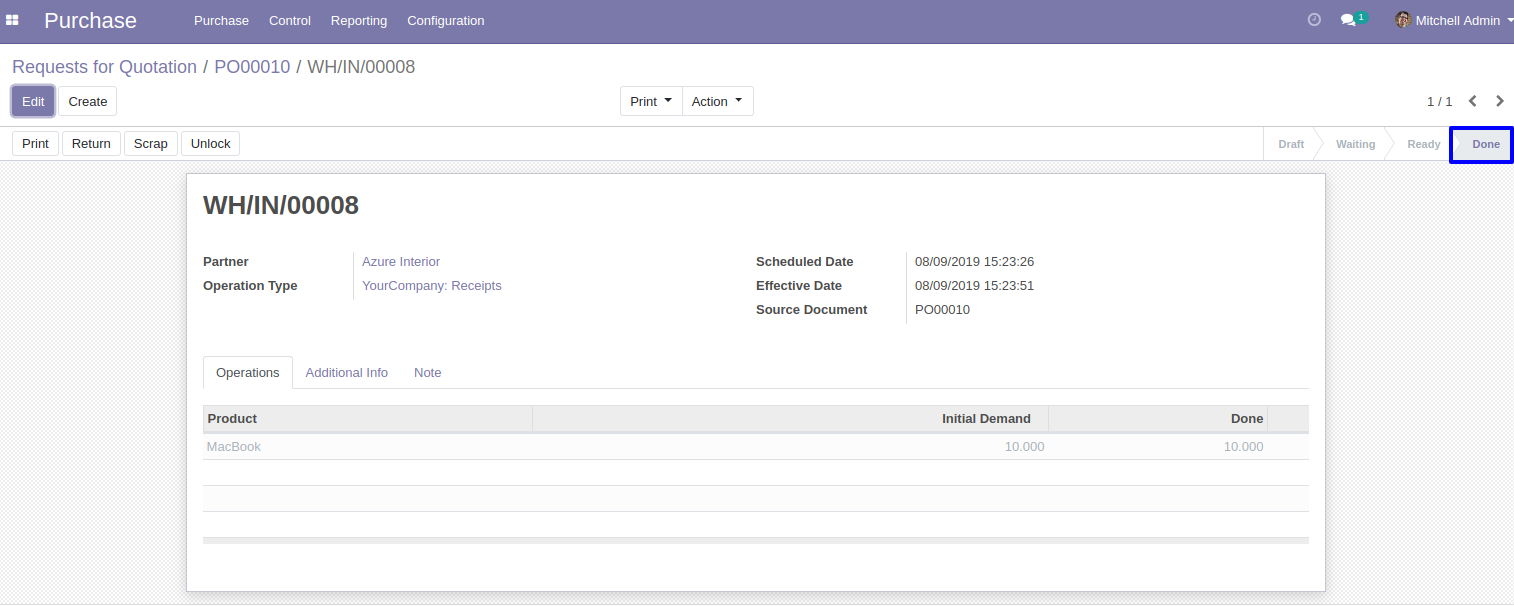 Purchase Purchase Control Reporting Configuration 1 Mitchell Admin
Requests for Quotation / PO00010 / WH/IN/00008
Edit Create Print Action 1 / 1
Print Return Scrap Unlock Draft Waiting Ready Done
WH/IN/00008
Partner Azure Interior Scheduled Date 08/09/2019 15:23:26
Operation Type YourCompany: Receipts Effective Date 08/09/2019 15:23:51
Source Document PO00010
Operations Additional Info Note
Product Initial Demand Done
MacBook 10.000 10.000